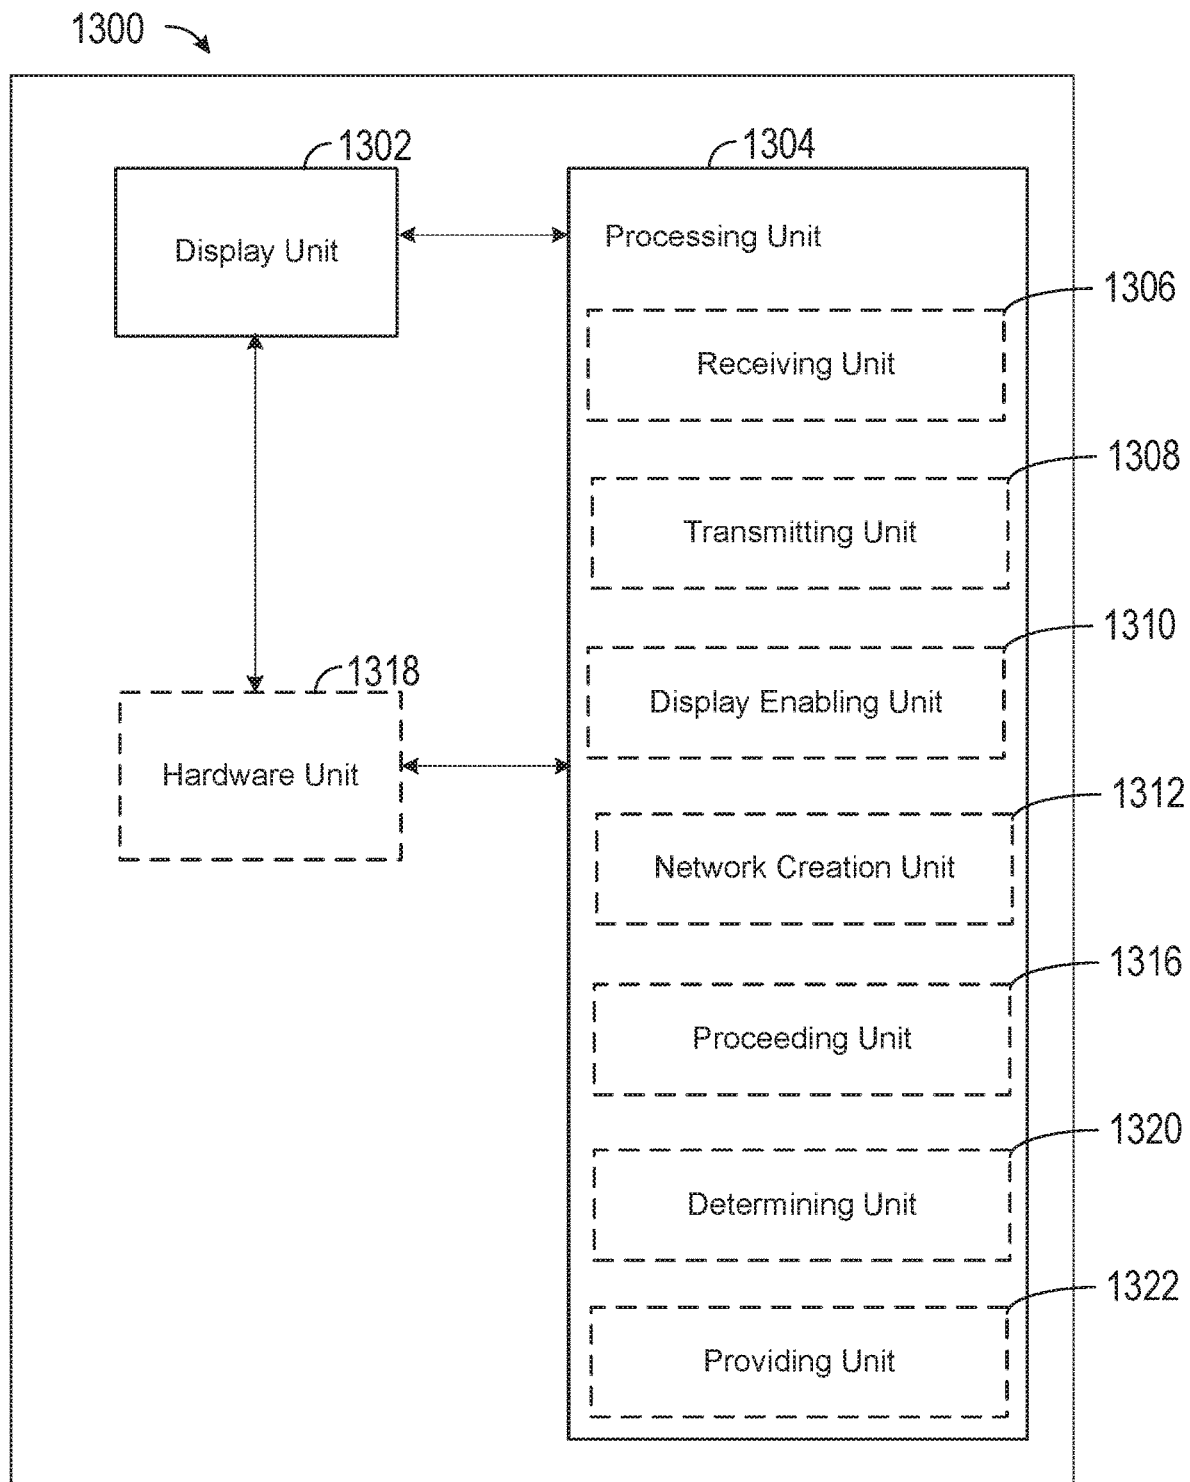 1300
1302
1304
Display Unit
Processing Unit
1306
Receiving Unit
1308
Transmitting Unit
1310
Display Enabling Unit
1318
Hardware Unit
1312
Network Creation Unit
1316
Proceeding Unit
1320
Determining Unit
1322
Providing Unit